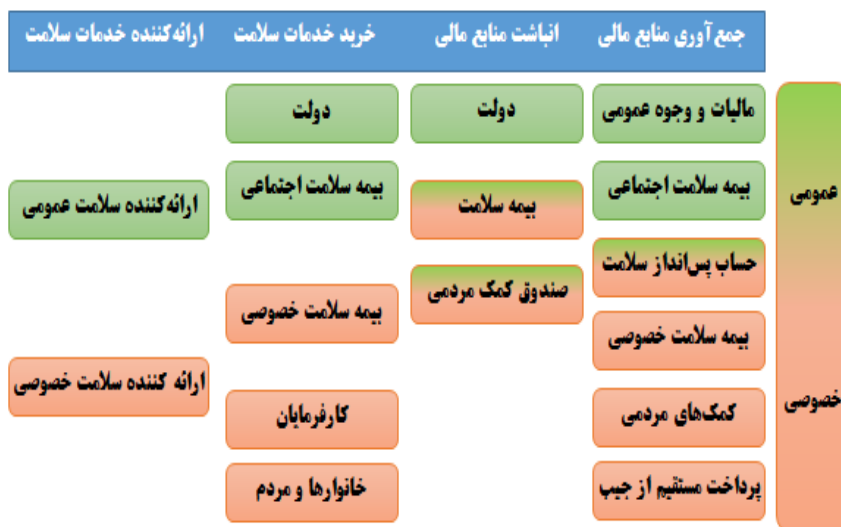 جمع‌آوری منابع مالی
انباشت منابع مالی
خرید خدمات سلامت
ارائه‌کننده خدمات سلامت
عمومی
خصوصی
مالیات و وجوه عمومی
بیمه سلامت اجتماعی
حساب پس‌انداز سلامت
بیمه سلامت خصوصی
کمک‌های مردمی
پرداخت مستقیم از جیب
دولت
بیمه سلامت
صندوق کمک مردمی
دولت
بیمه سلامت اجتماعی
بیمه سلامت خصوصی
کارفرمایان
خانوارها و مردم
ارائه‌کننده سلامت عمومی
ارائه کننده سلامت خصوصی